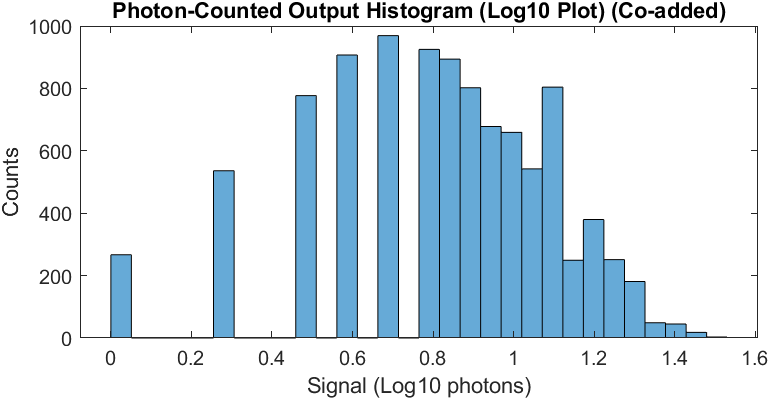 Photon-Counted Output Histogram (Log10 Plot) (Co-added)
1000
800
600
400
200
0
Counts
0 0.2 0.4 0.6 0.8 1 1.2 1.4 1.6
Signal (Log10 photons)